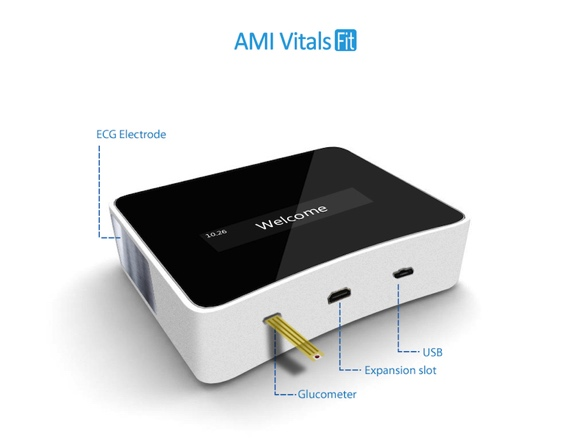 AMI Vitals Fit
ECG Electrode
10.26 Welcome
USB
Expansion slot
Glucometer